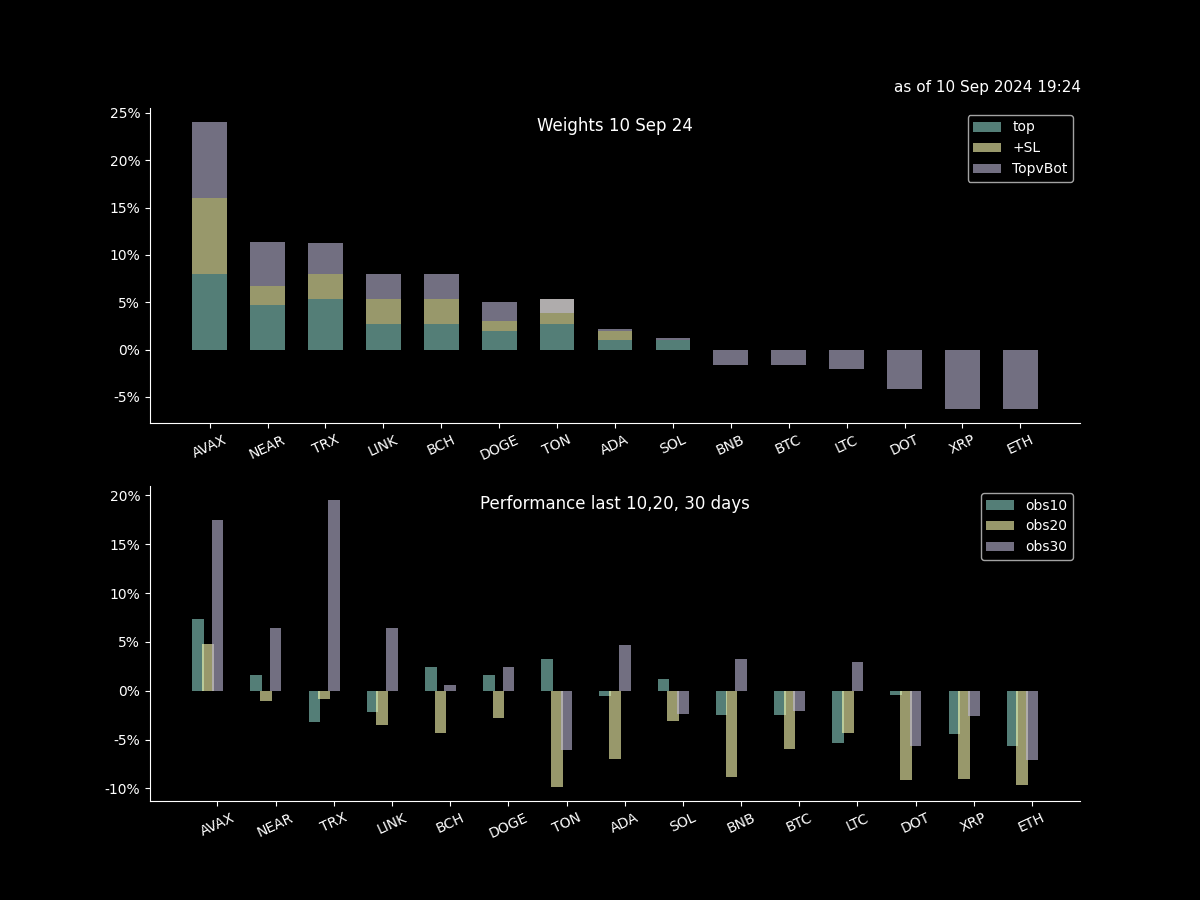 as of 10 Sep 2024 19:24
Weights 10 Sep 24
top
+SL
TopvBot
25%
20%
15%
10%
5%
0%
-5%
AVAX NEAR TRX LINK BCH DOGE TON ADA SOL BNB BTC LTC DOT XRP ETH
Performance last 10,20, 30 days
obs10
obs20
obs30
20%
15%
10%
5%
0%
-5%
-10%
AVAX NEAR TRX LINK BCH DOGE TON ADA SOL BNB BTC LTC DOT XRP ETH